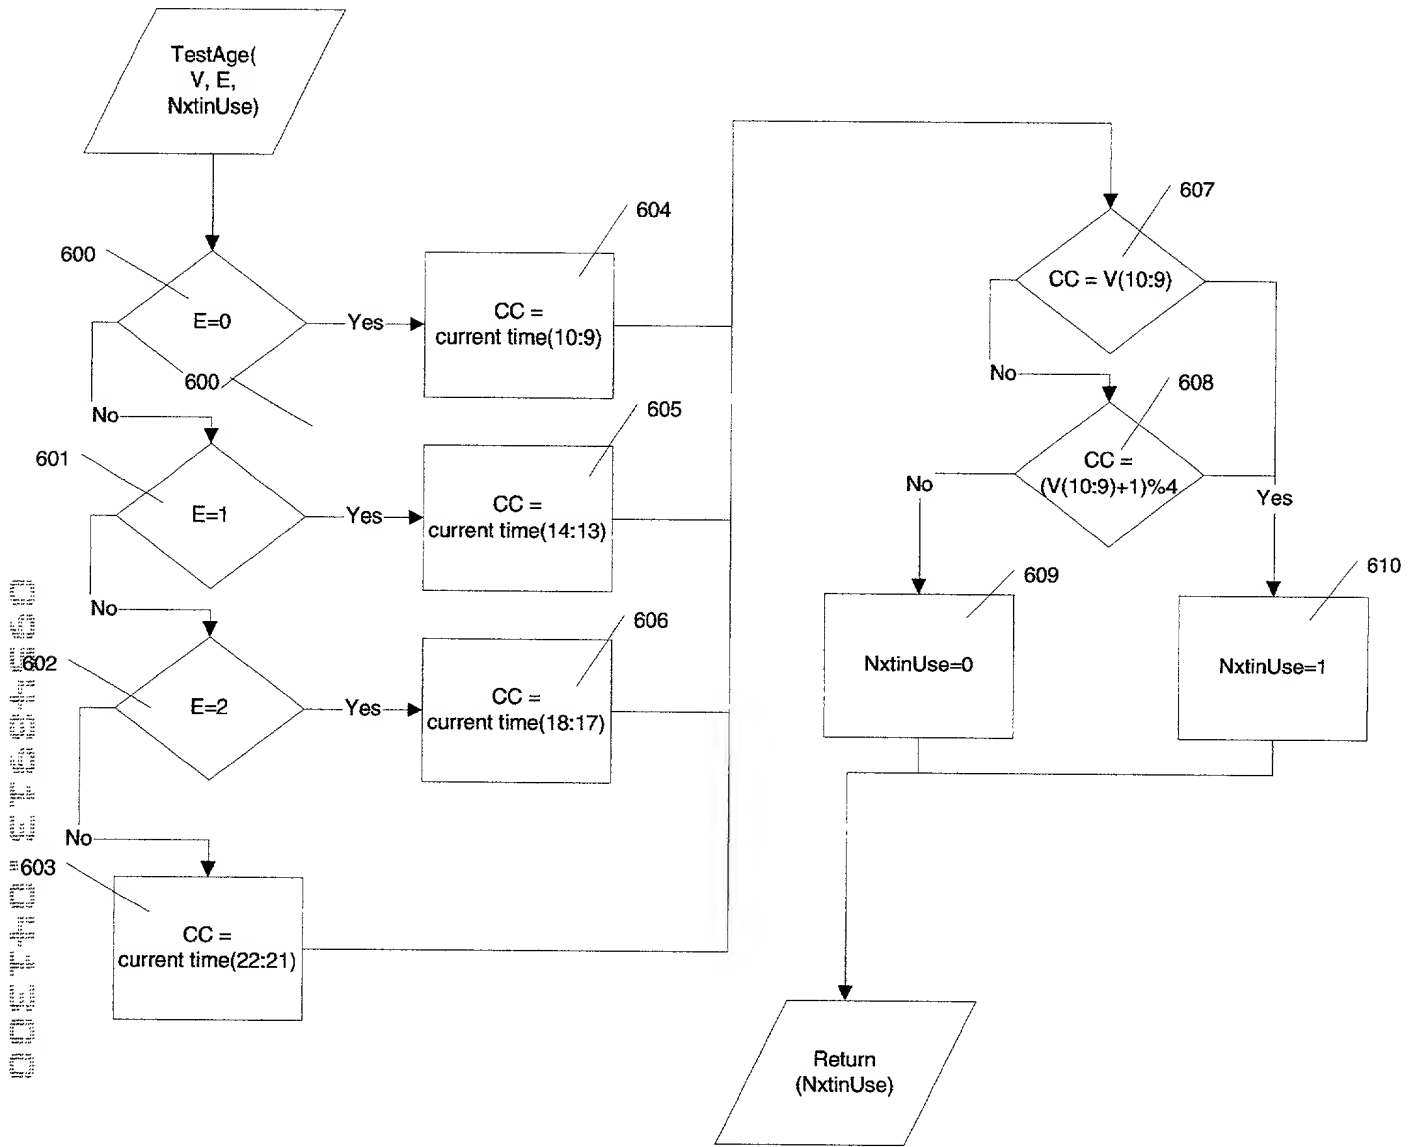 TestAge(
V, E,
NxtinUse)
600
E=0
Yes
604
CC =
current time(10:9)
600
No
601
E=1
Yes
605
CC =
current time(14:13)
No
602
E=2
Yes
606
CC =
current time(18:17)
No
603
CC =
current time(22:21)
607
CC = V(10:9)
No
608
CC =
(V(10:9)+1)%4
No
Yes
609
NxtinUse=0
610
NxtinUse=1
Return
(NxtinUse)